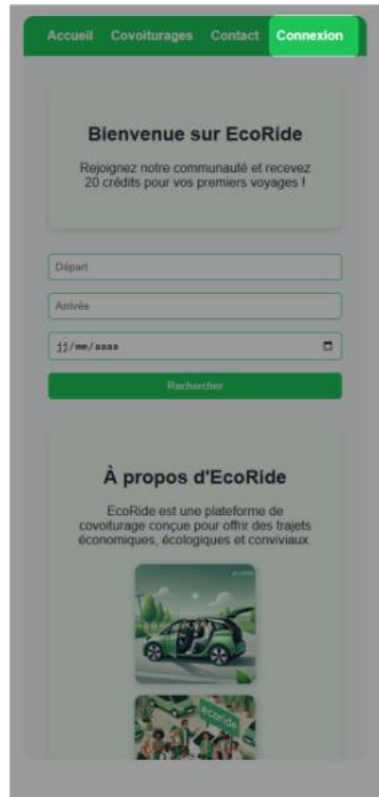 Accueil Covoiturages Contact Connexion
Bienvenue sur EcoRide
Rejoignez notre communauté et recevez
20 crédits pour vos premiers voyages !
Départ
Arrivée
jj/mm/aaaa
Rechercher
À propos d'EcoRide
EcoRide est une plateforme de
covoiturage conçue pour offrir des trajets
économiques, écologiques et conviviaux.
ecoride